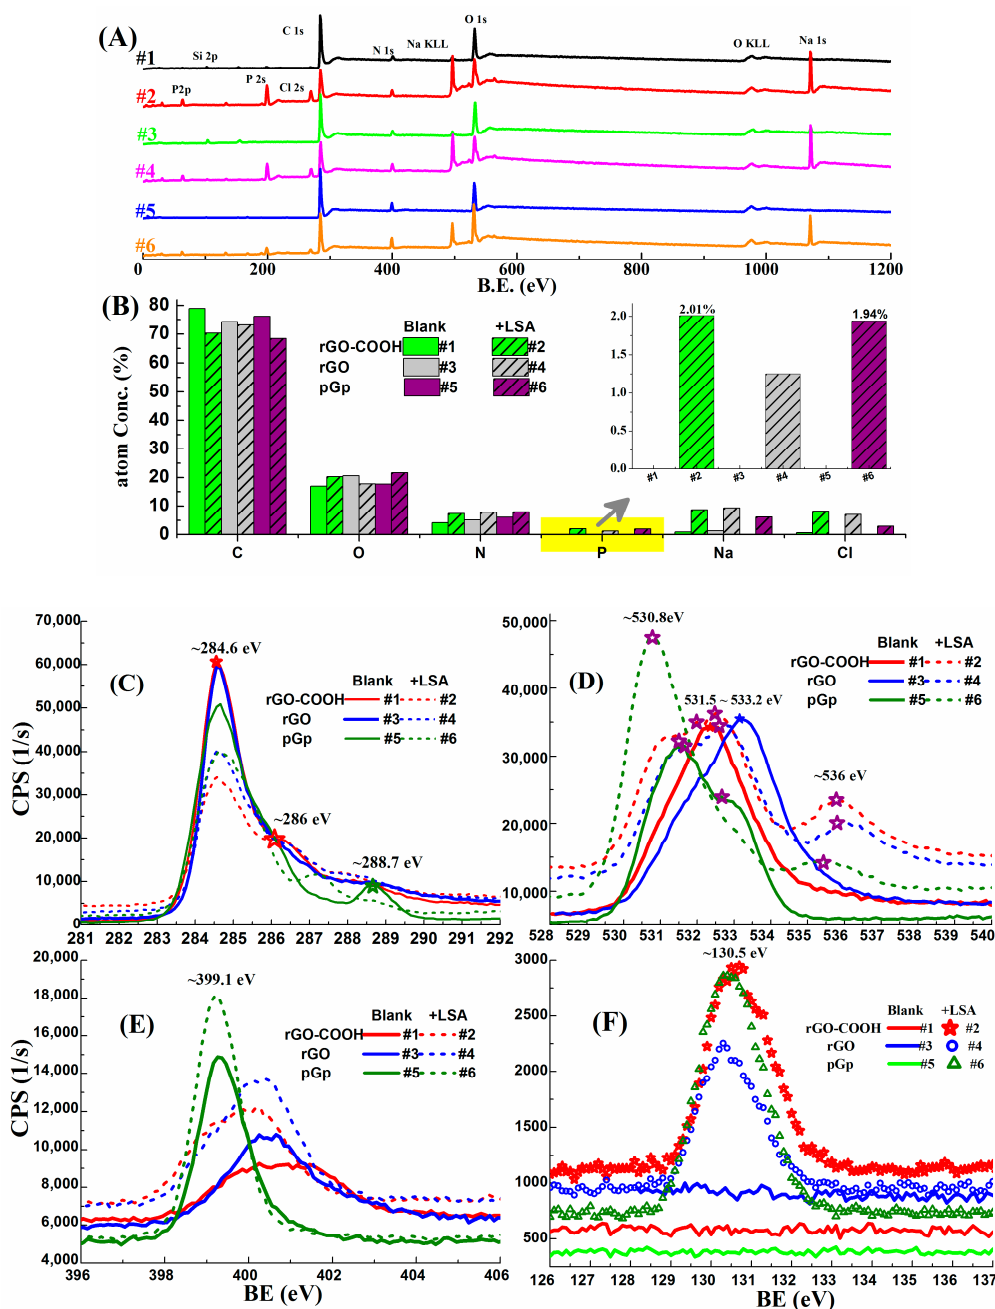 (A)
C 1s
O 1s
#1
Si 2p
N 1s
Na KLL
O KLL
Na 1s
P2p
P 2s
Cl 2s
#2
#3
#4
#5
#6
0 200 400 600 800 1000 1200
B.E. (eV)
(B)
atom Conc. (%)
80
70
60
50
40
30
20
10
0
Blank +LSA
rGO-COOH #1 #2
rGO #3 #4
pGp #5 #6
2.0
1.5
1.0
0.5
0.0
2.01%
1.94%
#1 #2 #3 #4 #5 #6
C O N P Na Cl
(C)
CPS (1/s)
70,000
60,000
50,000
40,000
30,000
20,000
10,000
0
~284.6 eV
Blank +LSA
rGO-COOH #1 #2
rGO #3 #4
pGp #5 #6
~286 eV
~288.7 eV
281 282 283 284 285 286 287 288 289 290 291 292
(D)
50,000
40,000
30,000
20,000
10,000
~530.8eV
Blank +LSA
rGO-COOH #1 #2
rGO #3 #4
pGp #5 #6
531.5 ~ 533.2 eV
~536 eV
528 529 530 531 532 533 534 535 536 537 538 539 540
(E)
CPS (1/s)
20,000
18,000
16,000
14,000
12,000
10,000
8,000
6,000
4,000
~399.1 eV
Blank +LSA
rGO-COOH #1 #2
rGO #3 #4
pGp #5 #6
396 398 400 402 404 406
BE (eV)
(F)
3000
2500
2000
1500
1000
500
~130.5 eV
Blank +LSA
rGO-COOH #1 #2
rGO #3 #4
pGp #5 #6
126 127 128 129 130 131 132 133 134 135 136 137
BE (eV)